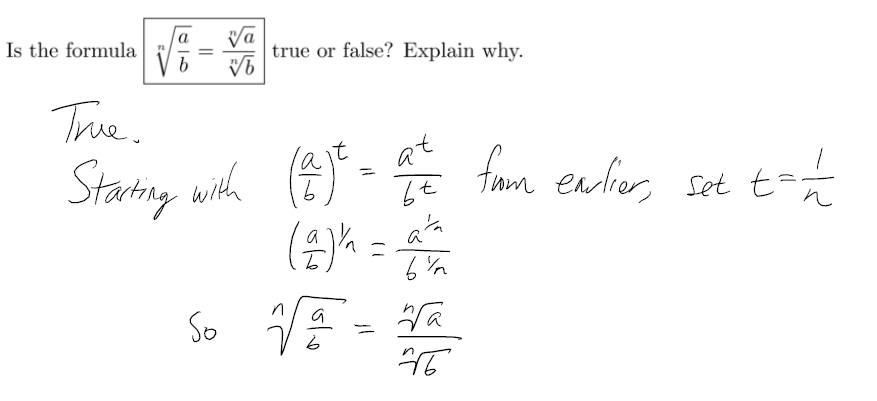 Is the formula \sqrt[n]{\frac{a}{b}} = \frac{\sqrt[n]{a}}{\sqrt[n]{b}} true or false? Explain why.
True.
Starting with \left(\frac{a}{b}\right)^t = \frac{a^t}{b^t} from earlier, set t = \frac{1}{n}
\left(\frac{a}{b}\right)^{1/n} = \frac{a^{1/n}}{b^{1/n}}
So \sqrt[n]{\frac{a}{b}} = \frac{\sqrt[n]{a}}{\sqrt[n]{b}}